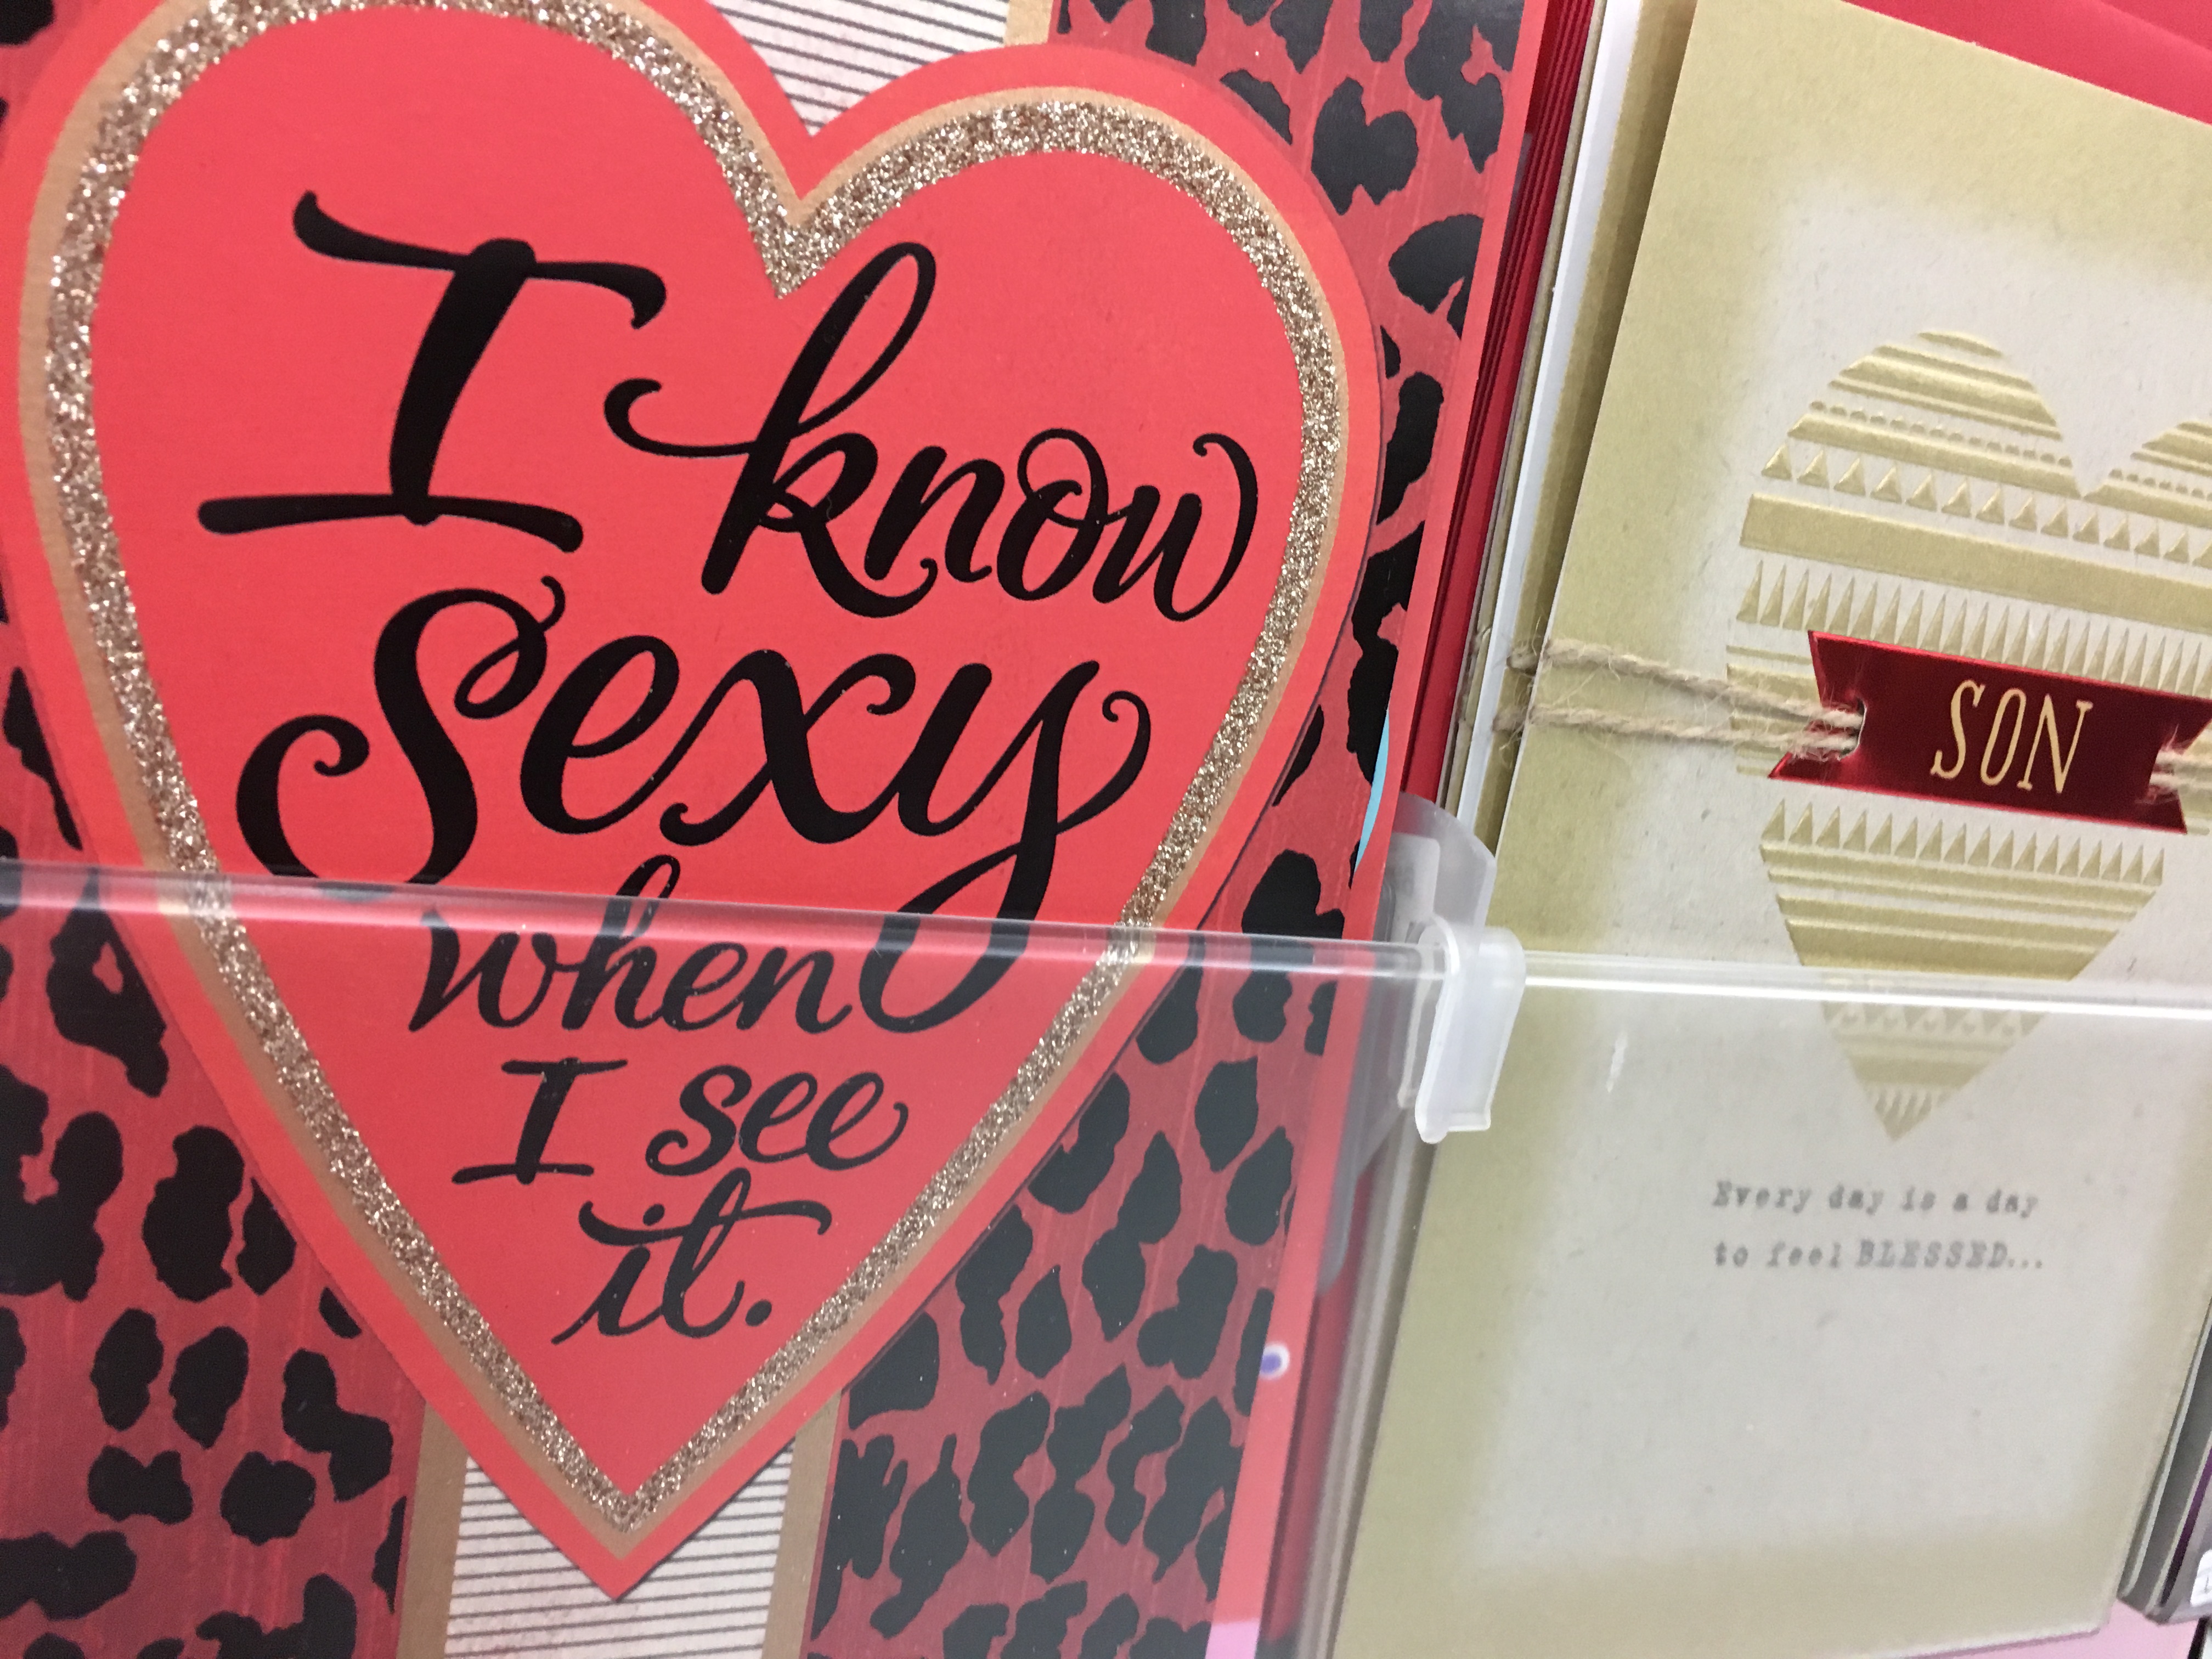 I know
Sexy
when
I see
it.
SON
Every day is a day
to feel BLESSED...